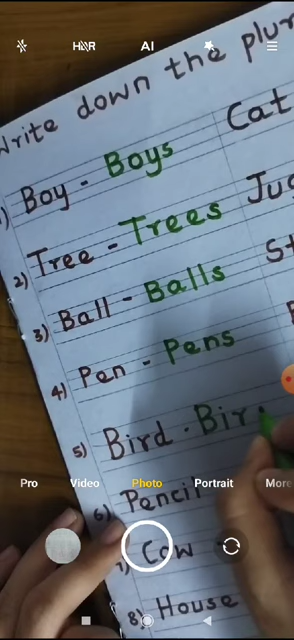 HDR AI
Write down the
Cat
1) Boy - Boys
2) Tree - Trees
3) Ball - Balls
4) Pen - Pens
5) Bird - Bir
Pro Video Photo Portrait More
6) Pencil
7) Cow
8) House